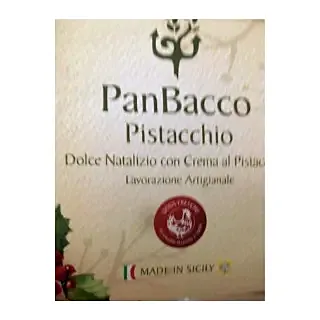 PanBacco
Pistacchio
Dolce Natalizio con Crema al Pistac
Lavorazione Artigianale
MADE IN SICILY